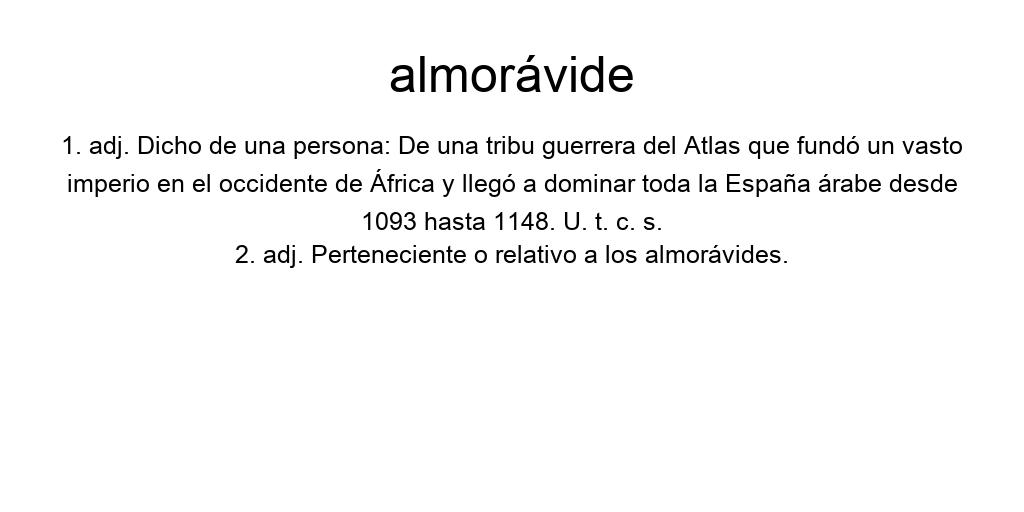 almorávide
1. adj. Dicho de una persona: De una tribu guerrera del Atlas que fundó un vasto
imperio en el occidente de África y llegó a dominar toda la España árabe desde
1093 hasta 1148. U. t. c. s.
2. adj. Perteneciente o relativo a los almorávides.